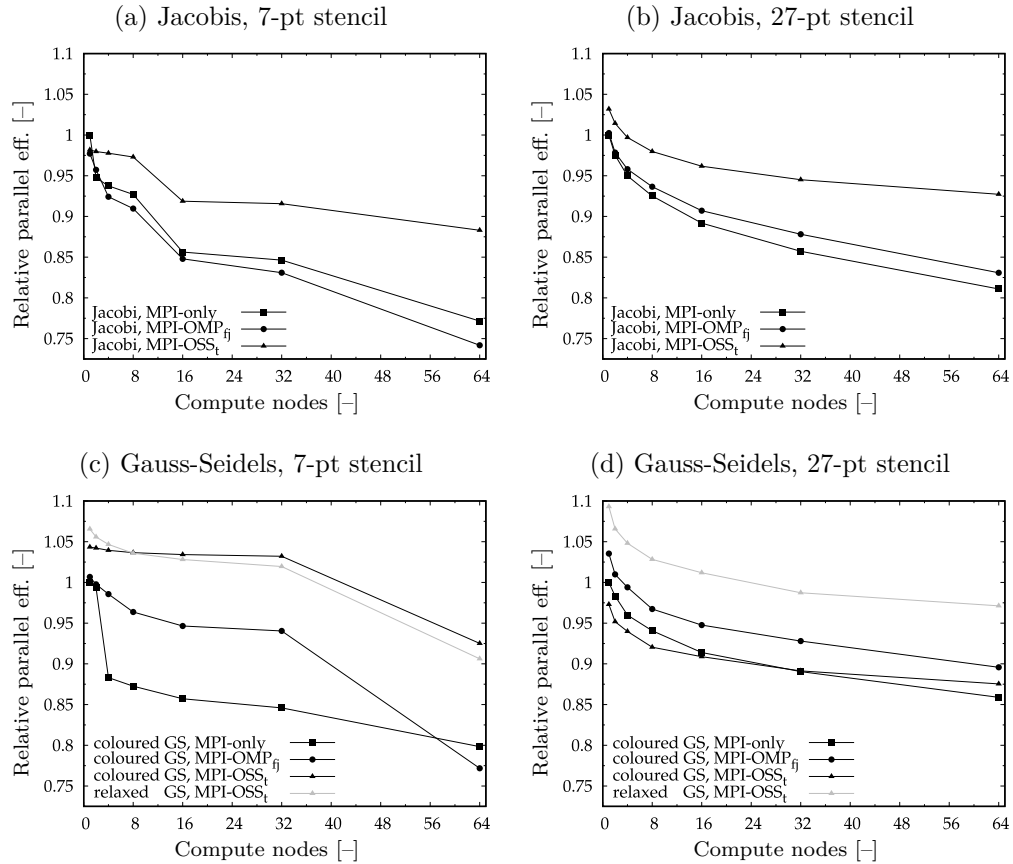 (a) Jacobis, 7-pt stencil
Relative parallel eff. [–]
1.1
1.05
1
0.95
0.9
0.85
0.8
0.75
Jacobi, MPI-only
Jacobi, MPI-OMP_fj
Jacobi, MPI-OSS_t
0 8 16 24 32 40 48 56 64
Compute nodes [–]
(b) Jacobis, 27-pt stencil
Relative parallel eff. [–]
1.1
1.05
1
0.95
0.9
0.85
0.8
0.75
Jacobi, MPI-only
Jacobi, MPI-OMP_fj
Jacobi, MPI-OSS_t
0 8 16 24 32 40 48 56 64
Compute nodes [–]
(c) Gauss-Seidels, 7-pt stencil
Relative parallel eff. [–]
1.1
1.05
1
0.95
0.9
0.85
0.8
0.75
coloured GS, MPI-only
coloured GS, MPI-OMP_fj
coloured GS, MPI-OSS_t
relaxed GS, MPI-OSS_t
0 8 16 24 32 40 48 56 64
Compute nodes [–]
(d) Gauss-Seidels, 27-pt stencil
Relative parallel eff. [–]
1.1
1.05
1
0.95
0.9
0.85
0.8
0.75
coloured GS, MPI-only
coloured GS, MPI-OMP_fj
coloured GS, MPI-OSS_t
relaxed GS, MPI-OSS_t
0 8 16 24 32 40 48 56 64
Compute nodes [–]